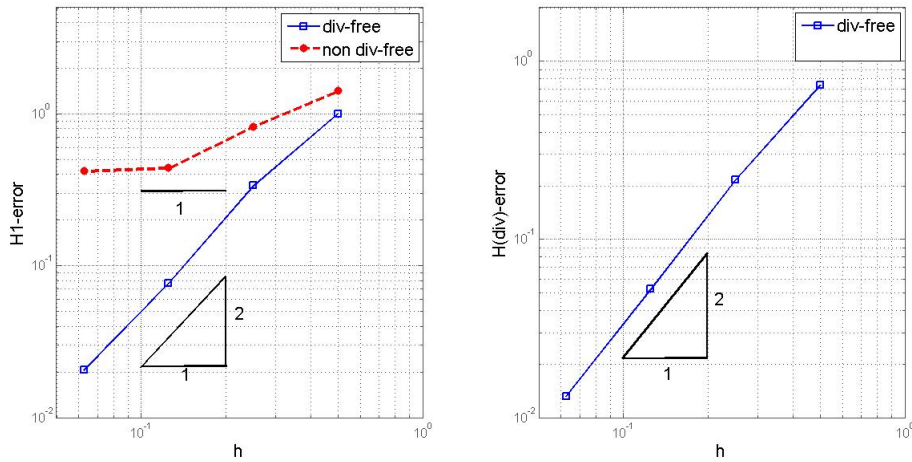 div-free
non div-free
10^0
10^-1
10^-2
H1-error
1
2
1
10^-1
10^0
h
div-free
10^0
10^-1
10^-2
H(div)-error
2
1
10^-1
10^0
h